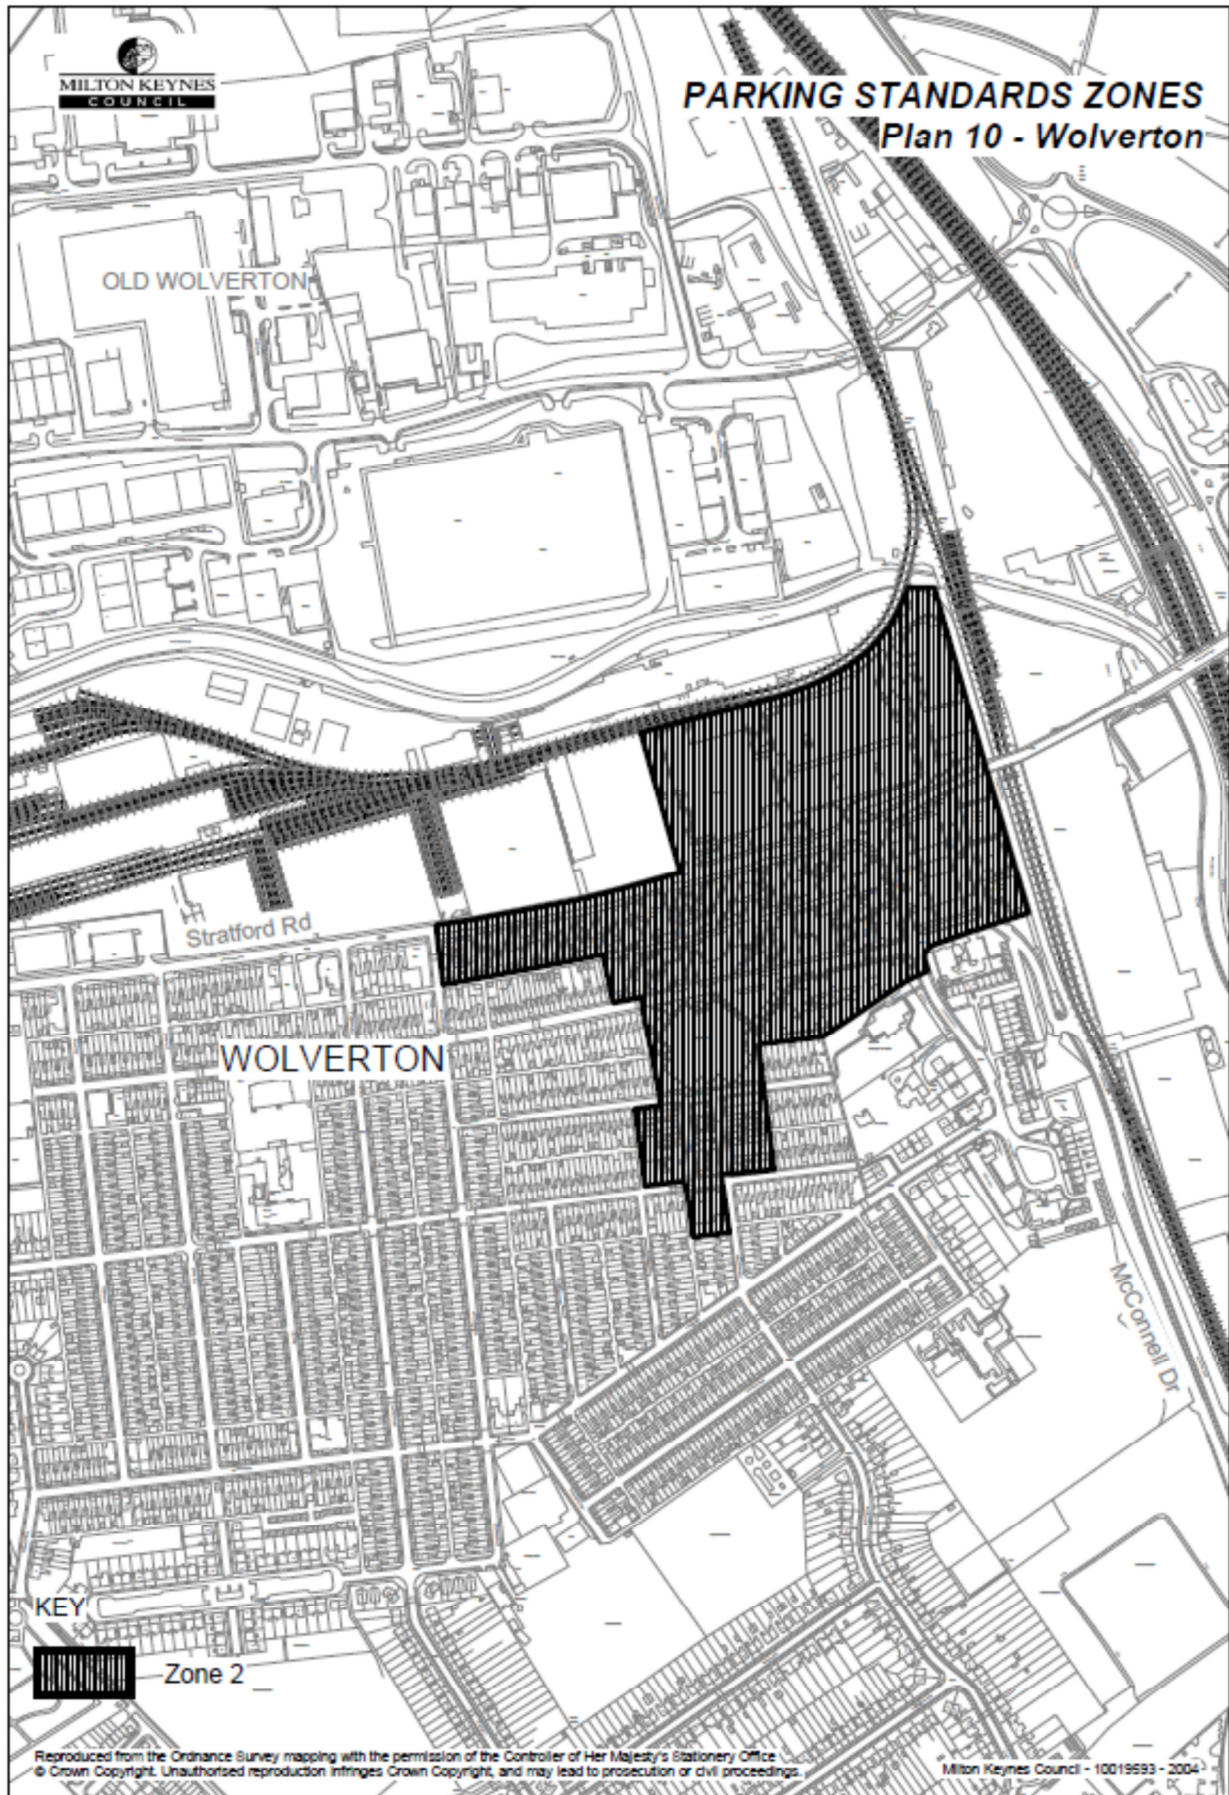 MILTON KEYNES
COUNCIL
PARKING STANDARDS ZONES
Plan 10 - Wolverton
OLD WOLVERTON
Stratford Rd
WOLVERTON
McConnell Dr
KEY
Zone 2
Reproduced from the Ordnance Survey mapping with the permission of the Controller of Her Majesty's Stationery Office
© Crown Copyright. Unauthorised reproduction infringes Crown Copyright, and may lead to prosecution or civil proceedings.
Milton Keynes Council - 10019593 - 2004